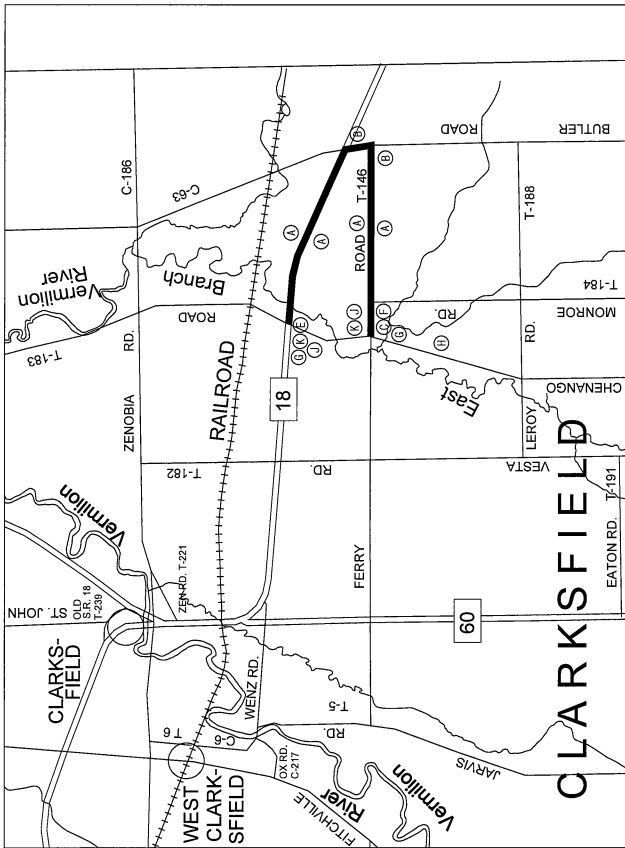 BUTLER
ROAD
B
B
C-186
C-63
T-146
T-188
A
A
A
A
ROAD
Vermilion
River
Branch
T-184
MONROE
RD.
ROAD
T-183
E
K
G
J
J
K
F
C
G
H
RD.
ZENOBIA
RAILROAD
18
East
CHENANGO
RD.
LEROY
T-182
RD.
VESTA
T-191
EATON RD.
Vermilion
ZEN RD. T-221
FERRY
ST. JOHN
OLD
S.R. 18
T-239
60
CLARKS-
FIELD
WENZ RD.
T-5
RD.
JARVIS
T 6
C-6
OX RD.
C-217
WEST
CLARK-
SFIELD
FITCHVILLE
River
Vermilion
CLARKSFIELD